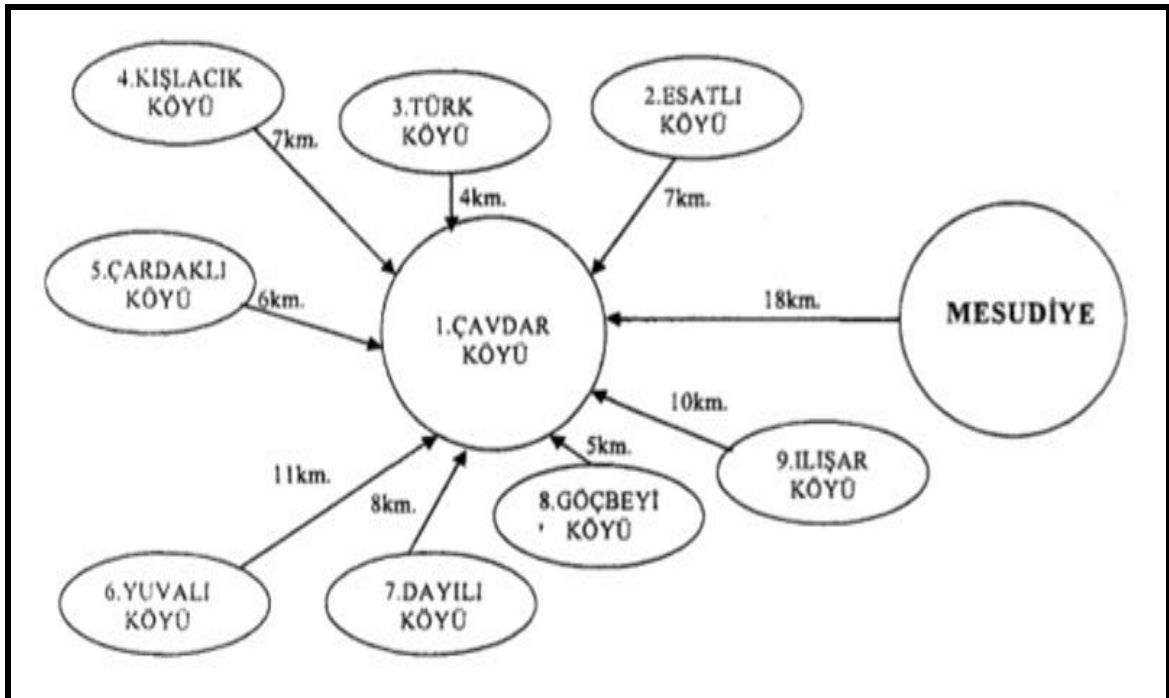 4.KIŞLACIK
KÖYÜ
3.TÜRK
KÖYÜ
2.ESATLI
KÖYÜ
7km.
4km.
7km.
5.ÇARDAKLI
KÖYÜ
6km.
1.ÇAVDAR
KÖYÜ
18km.
MESUDİYE
10km.
11km.
8km.
5km.
9.ILIŞAR
KÖYÜ
8.GÖÇBEYİ
KÖYÜ
6.YUVALI
KÖYÜ
7.DAYILI
KÖYÜ